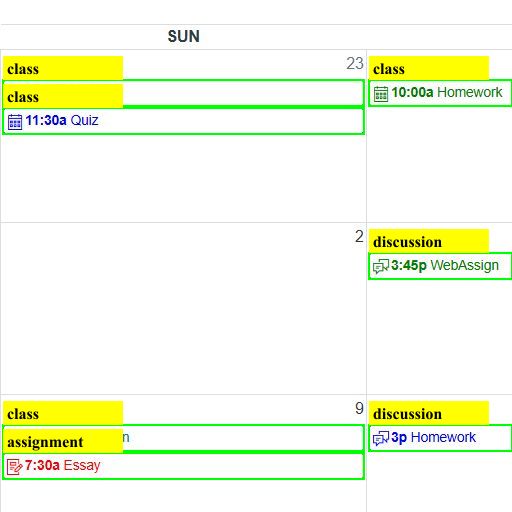 SUN
class
23
class
class
10:00a Homework
11:30a Quiz
2
discussion
3:45p WebAssign
class
9
discussion
assignment
3p Homework
7:30a Essay